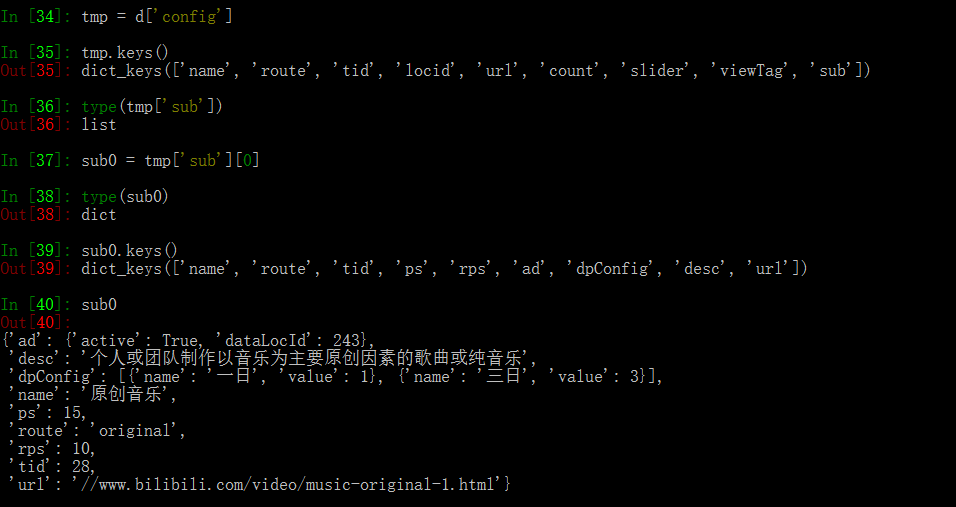 In [34]: tmp = d['config']
In [35]: tmp.keys()
Out[35]: dict_keys(['name', 'route', 'tid', 'locid', 'url', 'count', 'slider', 'viewTag', 'sub'])
In [36]: type(tmp['sub'])
Out[36]: list
In [37]: sub0 = tmp['sub'][0]
In [38]: type(sub0)
Out[38]: dict
In [39]: sub0.keys()
Out[39]: dict_keys(['name', 'route', 'tid', 'ps', 'rps', 'ad', 'dpConfig', 'desc', 'url'])
In [40]: sub0
Out[40]:
{'ad': {'active': True, 'dataLocId': 243},
 'desc': '个人或团队制作以音乐为主要原创因素的歌曲或纯音乐',
 'dpConfig': [{'name': '一日', 'value': 1}, {'name': '三日', 'value': 3}],
 'name': '原创音乐',
 'ps': 15,
 'route': 'original',
 'rps': 10,
 'tid': 28,
 'url': '//www.bilibili.com/video/music-original-1.html'}